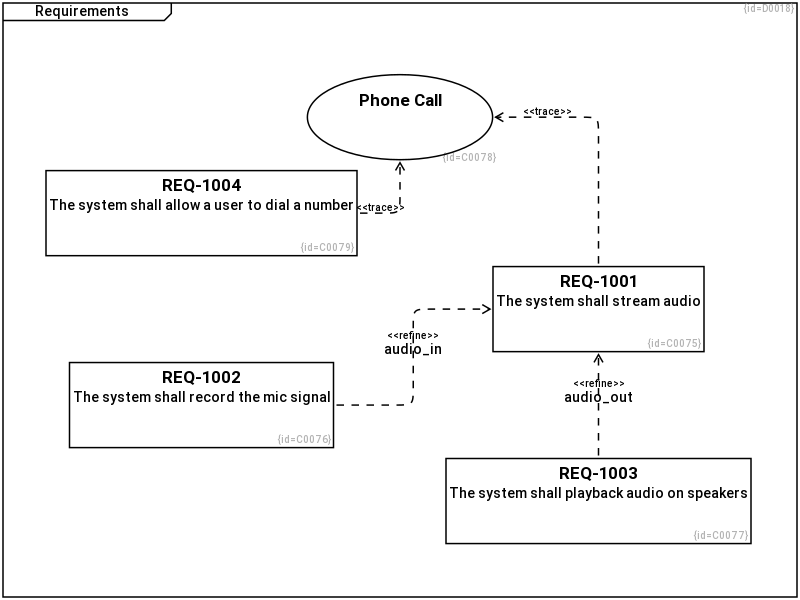 Requirements
{id=D0018}
Phone Call
{id=C0078}
<<trace>>
REQ-1004
The system shall allow a user to dial a number
{id=C0079}
<<trace>>
REQ-1001
The system shall stream audio
{id=C0075}
<<refine>>
audio_in
REQ-1002
The system shall record the mic signal
{id=C0076}
<<refine>>
audio_out
REQ-1003
The system shall playback audio on speakers
{id=C0077}